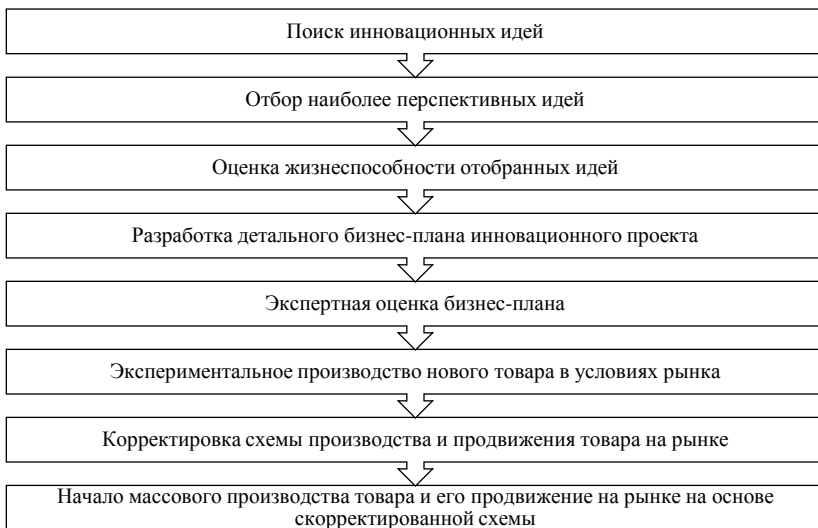 Поиск инновационных идей
Отбор наиболее перспективных идей
Оценка жизнеспособности отобранных идей
Разработка детального бизнес-плана инновационного проекта
Экспертная оценка бизнес-плана
Экспериментальное производство нового товара в условиях рынка
Корректировка схемы производства и продвижения товара на рынке
Начало массового производства товара и его продвижение на рынке на основе
скорректированной схемы